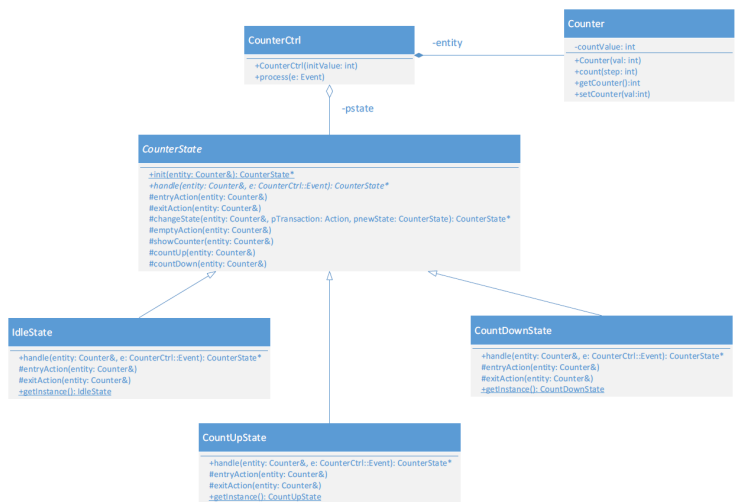 CounterCtrl
+CounterCtrl(initValue: int)
+process(e: Event)
-entity
Counter
-countValue: int
+Counter(val: int)
+count(step: int)
+getCounter():int
+setCounter(val:int)
-pstate
CounterState
+init(entity: Counter&): CounterState*
+handle(entity: Counter&, e: CounterCtrl::Event): CounterState*
#entryAction(entity: Counter&)
#exitAction(entity: Counter&)
#changeState(entity: Counter&, pTransaction: Action, pnewState: CounterState): CounterState*
#emptyAction(entity: Counter&)
#showCounter(entity: Counter&)
#countUp(entity: Counter&)
#countDown(entity: Counter&)
IdleState
+handle(entity: Counter&, e: CounterCtrl::Event): CounterState*
#entryAction(entity: Counter&)
#exitAction(entity: Counter&)
+getInstance(): IdleState
CountDownState
+handle(entity: Counter&, e: CounterCtrl::Event): CounterState*
#entryAction(entity: Counter&)
#exitAction(entity: Counter&)
+getInstance(): CountDownState
CountUpState
+handle(entity: Counter&, e: CounterCtrl::Event): CounterState*
#entryAction(entity: Counter&)
#exitAction(entity: Counter&)
+getInstance(): CountUpState